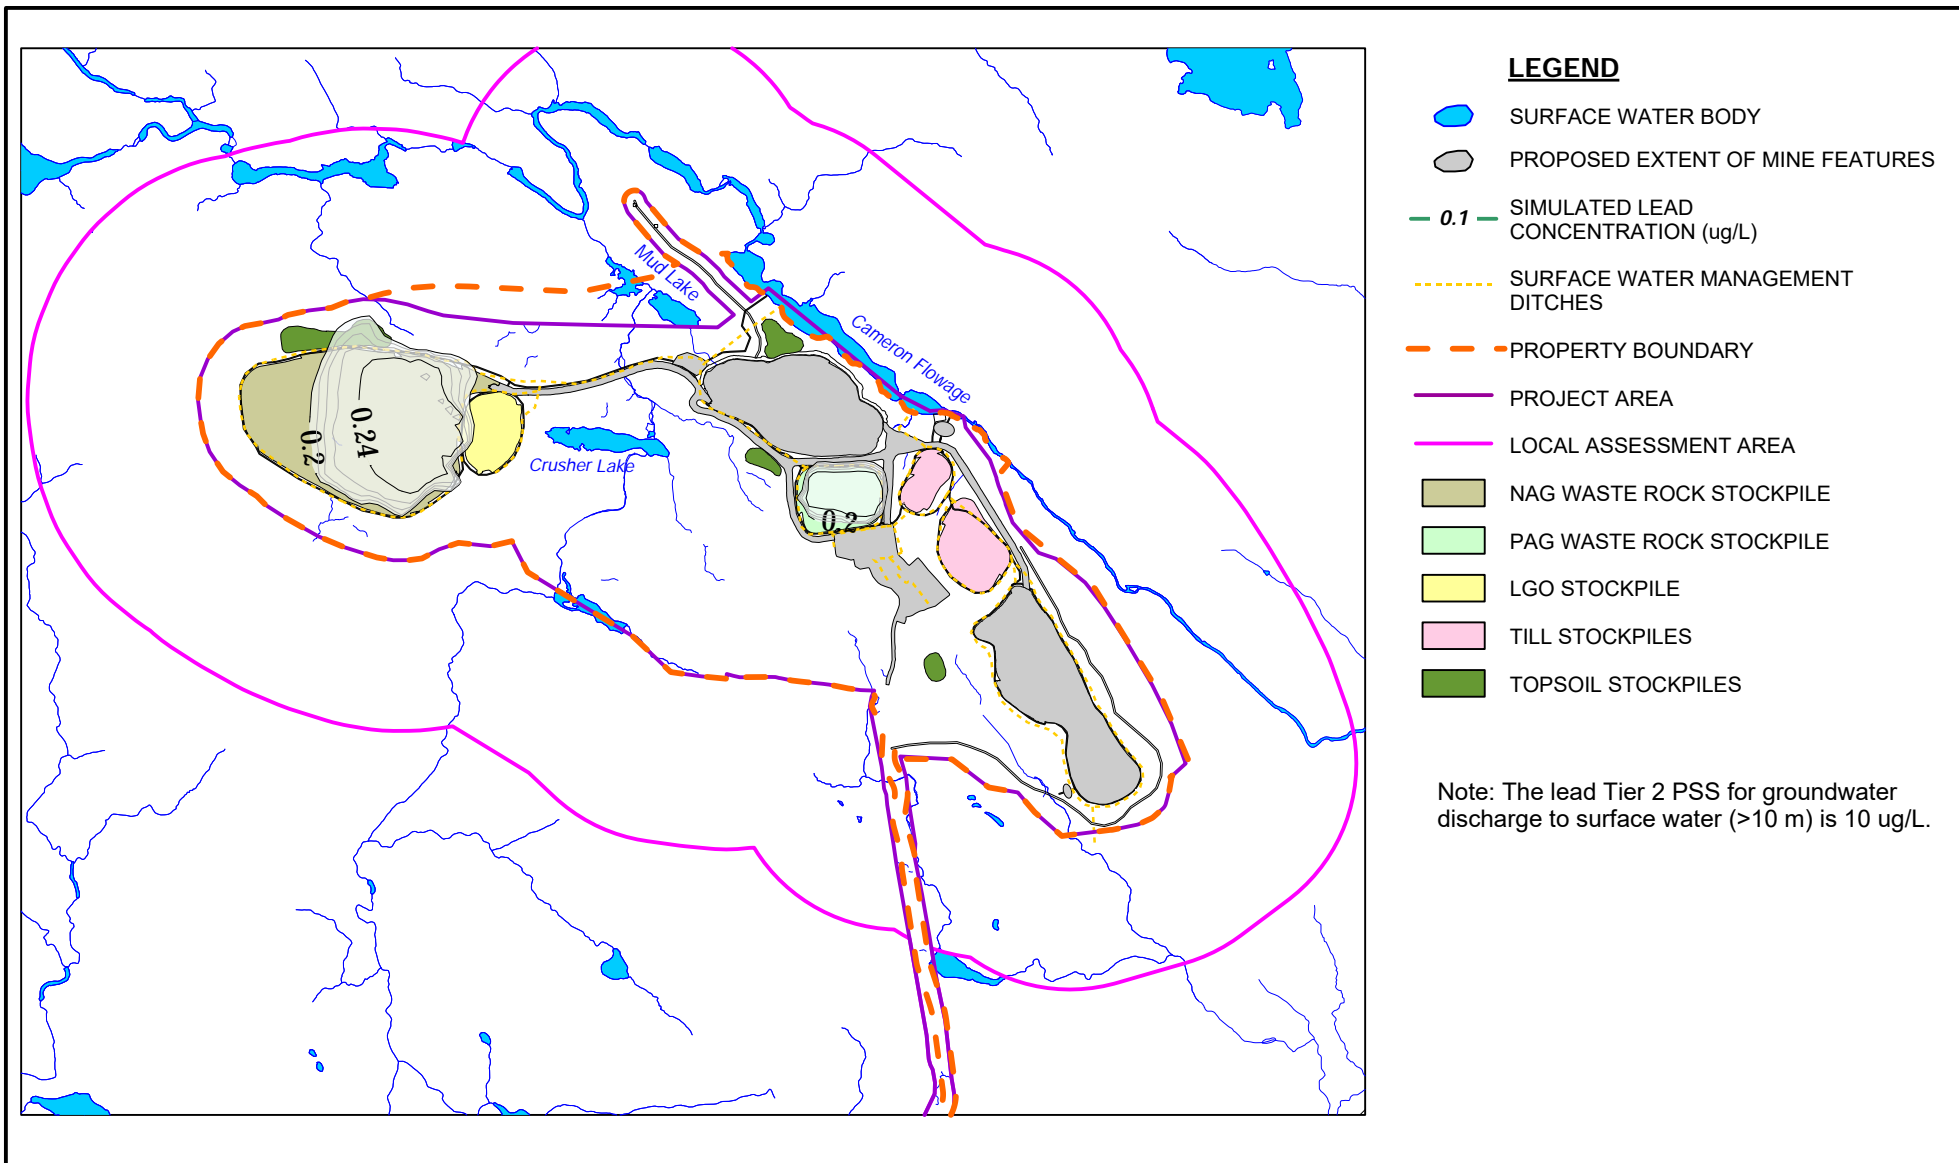 LEGEND
SURFACE WATER BODY
PROPOSED EXTENT OF MINE FEATURES
0.1
SIMULATED LEAD
CONCENTRATION (ug/L)
SURFACE WATER MANAGEMENT
DITCHES
PROPERTY BOUNDARY
PROJECT AREA
LOCAL ASSESSMENT AREA
NAG WASTE ROCK STOCKPILE
PAG WASTE ROCK STOCKPILE
LGO STOCKPILE
TILL STOCKPILES
TOPSOIL STOCKPILES
Note: The lead Tier 2 PSS for groundwater
discharge to surface water (>10 m) is 10 ug/L.
Mud Lake
Cameron Flowage
Crusher Lake
0.24
0.2
0.2